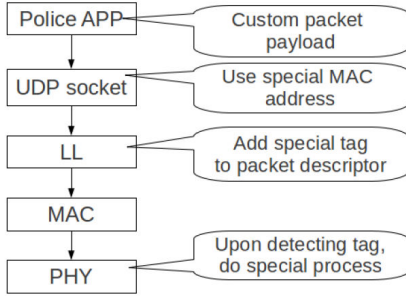 Police APP
Custom packet
payload
UDP socket
Use special MAC
address
LL
Add special tag
to packet descriptor
MAC
Upon detecting tag,
do special process
PHY